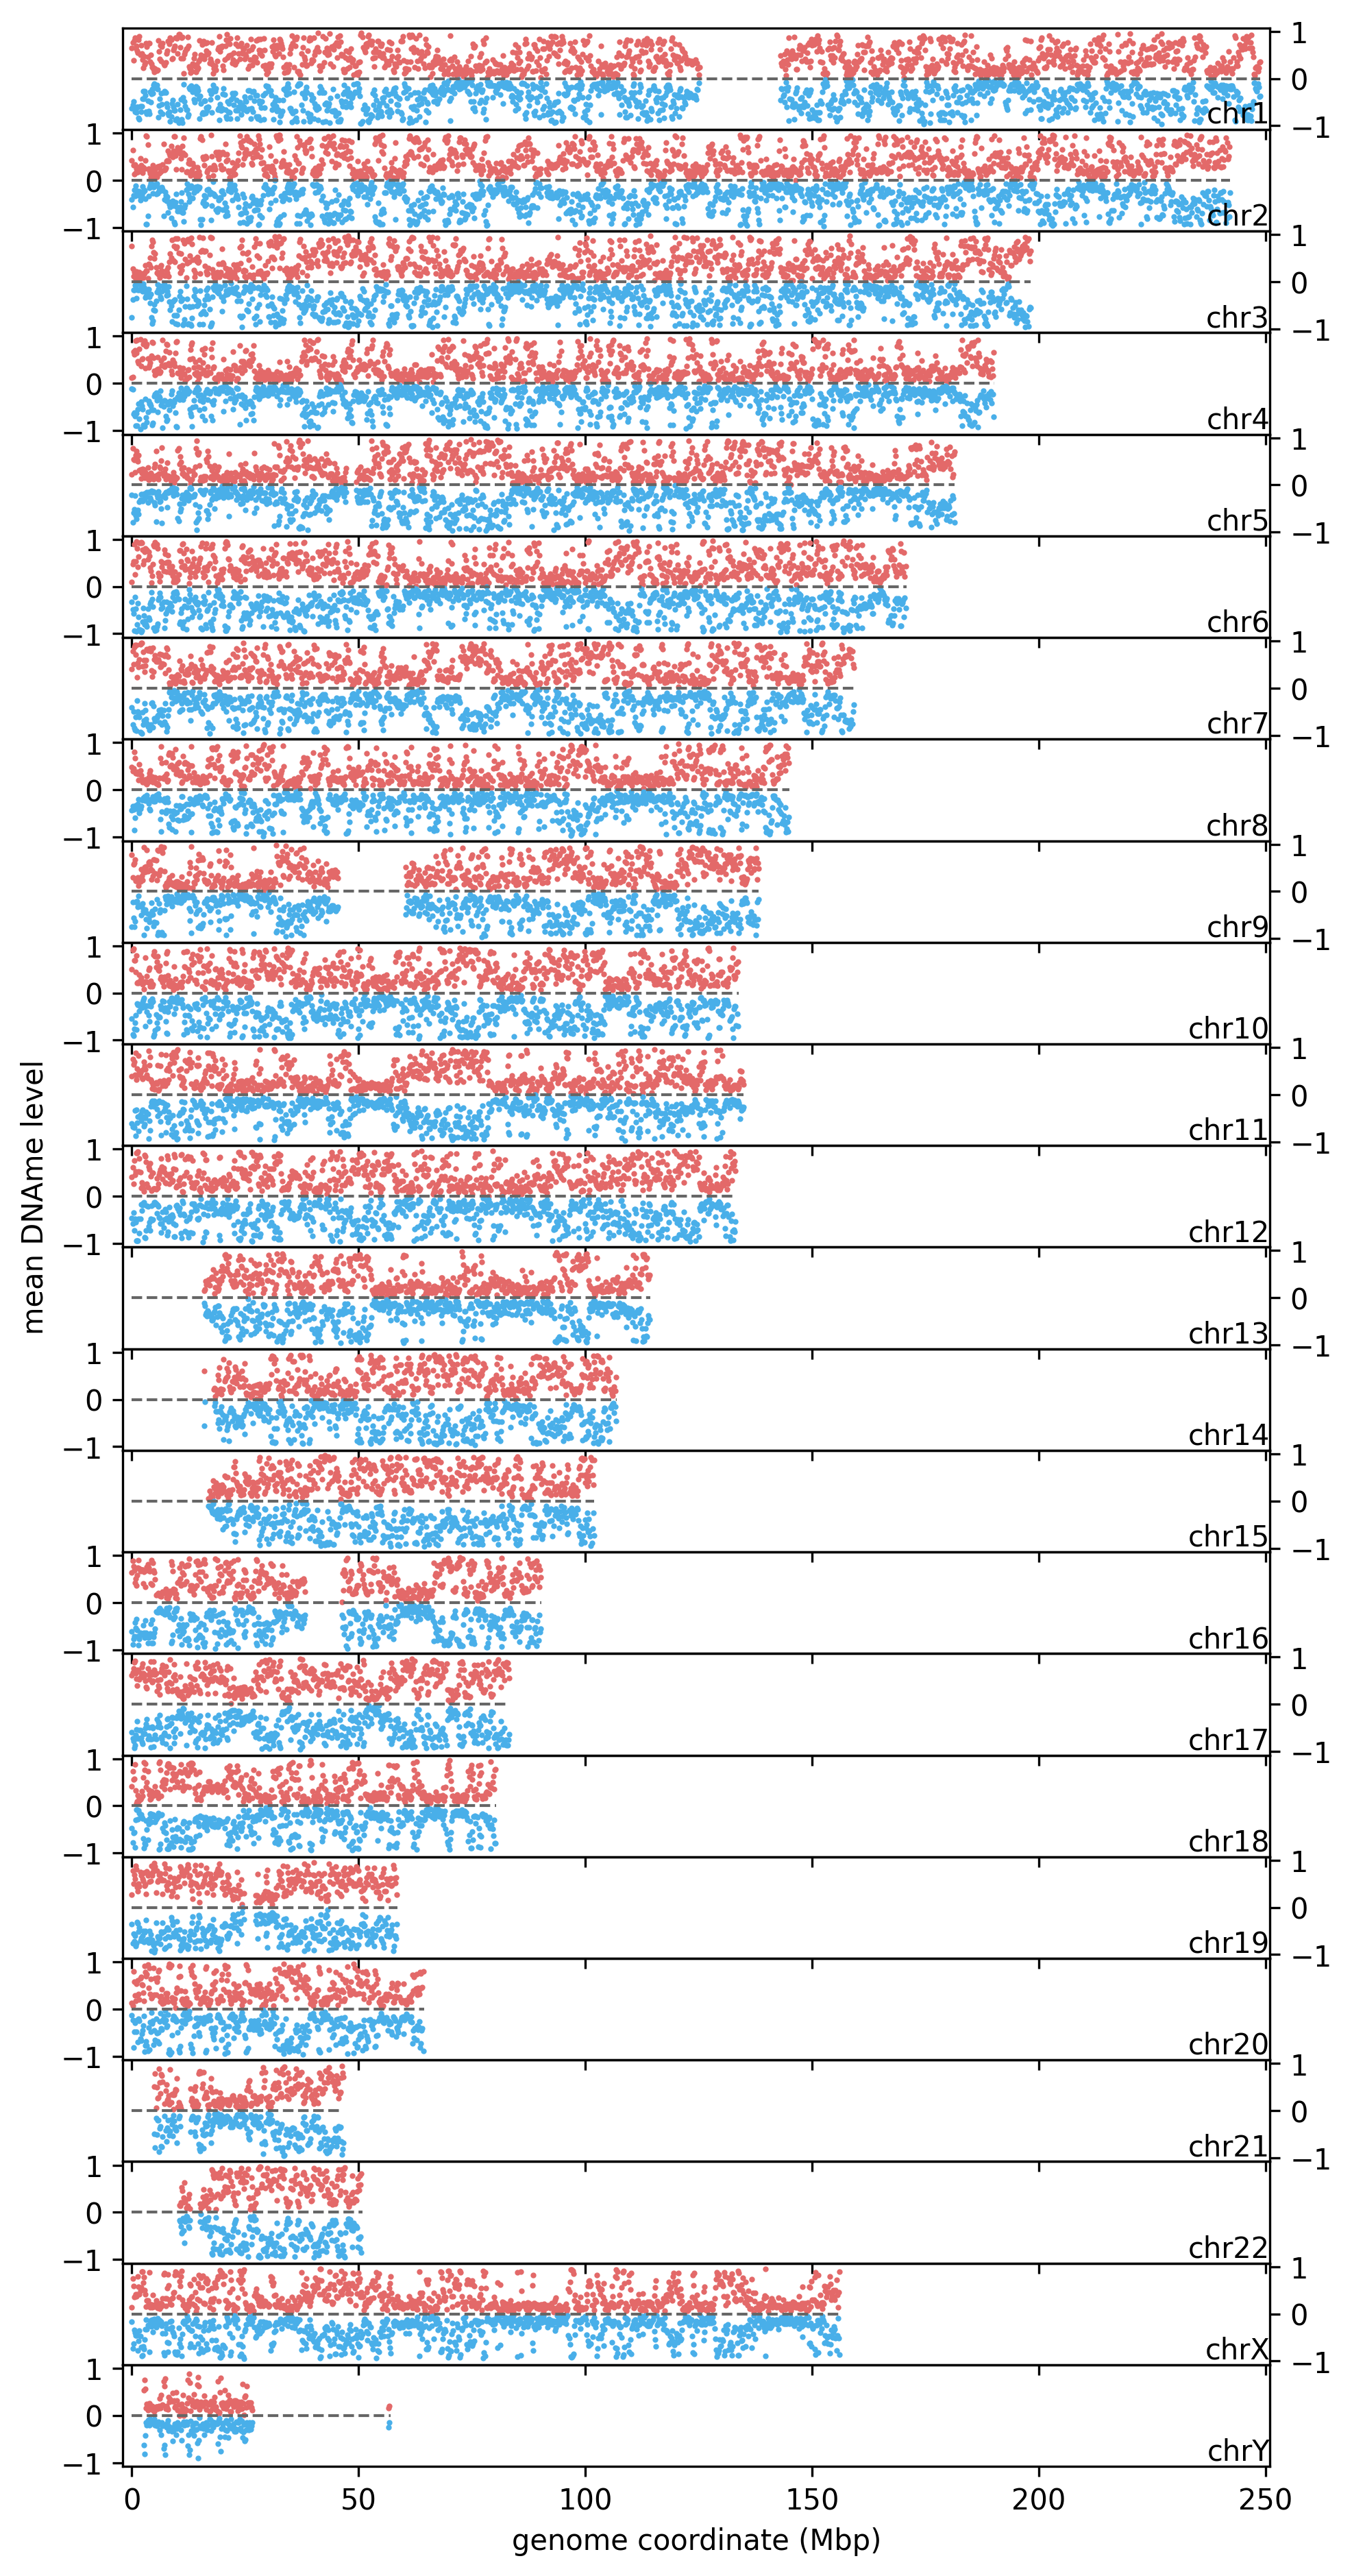 1
0
−1
chr1
1
0
−1
chr2
1
0
−1
chr3
1
0
−1
chr4
1
0
−1
chr5
1
0
−1
chr6
1
0
−1
chr7
1
0
−1
chr8
1
0
−1
chr9
1
0
−1
chr10
1
0
−1
chr11
1
0
−1
chr12
1
0
−1
chr13
1
0
−1
chr14
1
0
−1
chr15
1
0
−1
chr16
1
0
−1
chr17
1
0
−1
chr18
1
0
−1
chr19
1
0
−1
chr20
1
0
−1
chr21
1
0
−1
chr22
1
0
−1
chrX
1
0
−1
chrY
mean DNAme level
0 50 100 150 200 250
genome coordinate (Mbp)